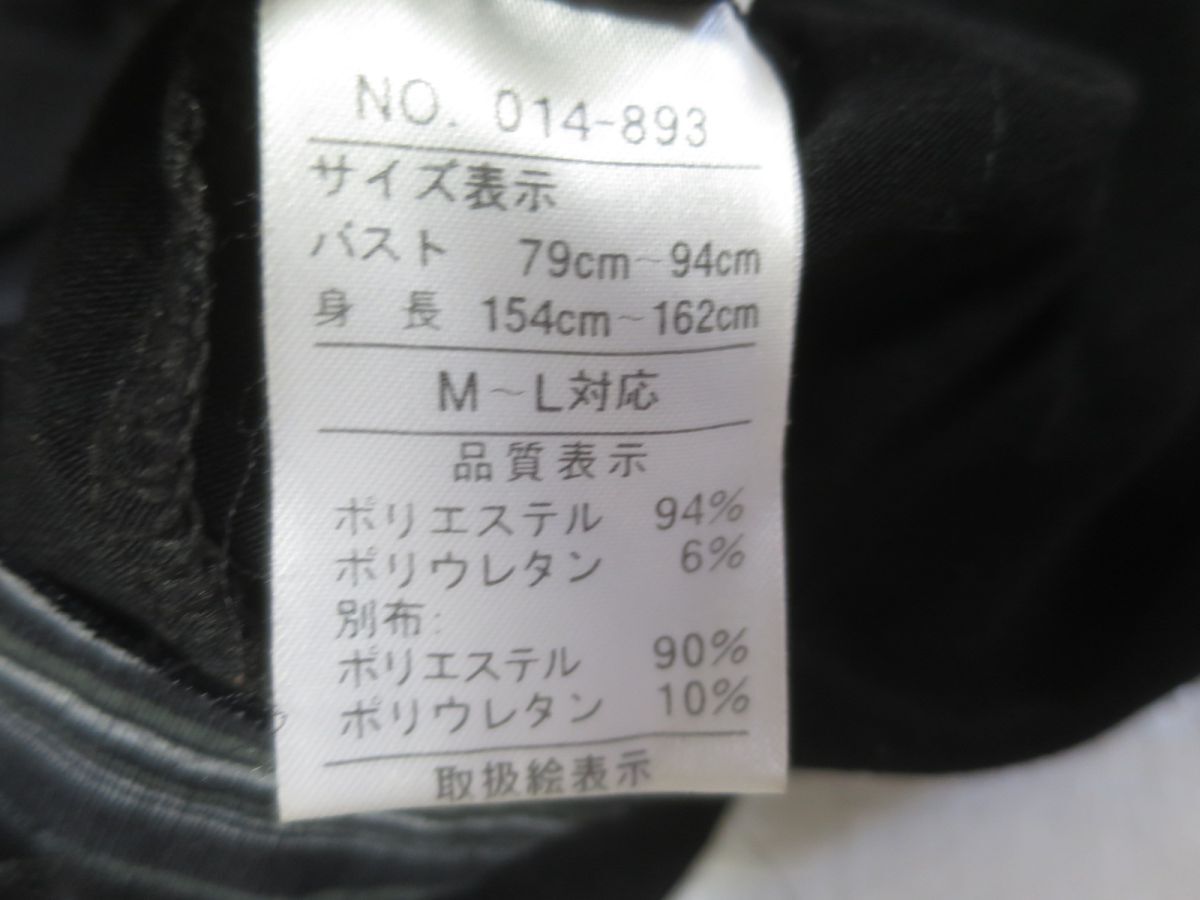 NO. 014-893
サイズ表示
バスト 79cm~94cm
身長 154cm~162cm
M~L対応
品質表示
ポリエステル 94%
ポリウレタン 6%
別布:
ポリエステル 90%
ポリウレタン 10%
取扱絵表示